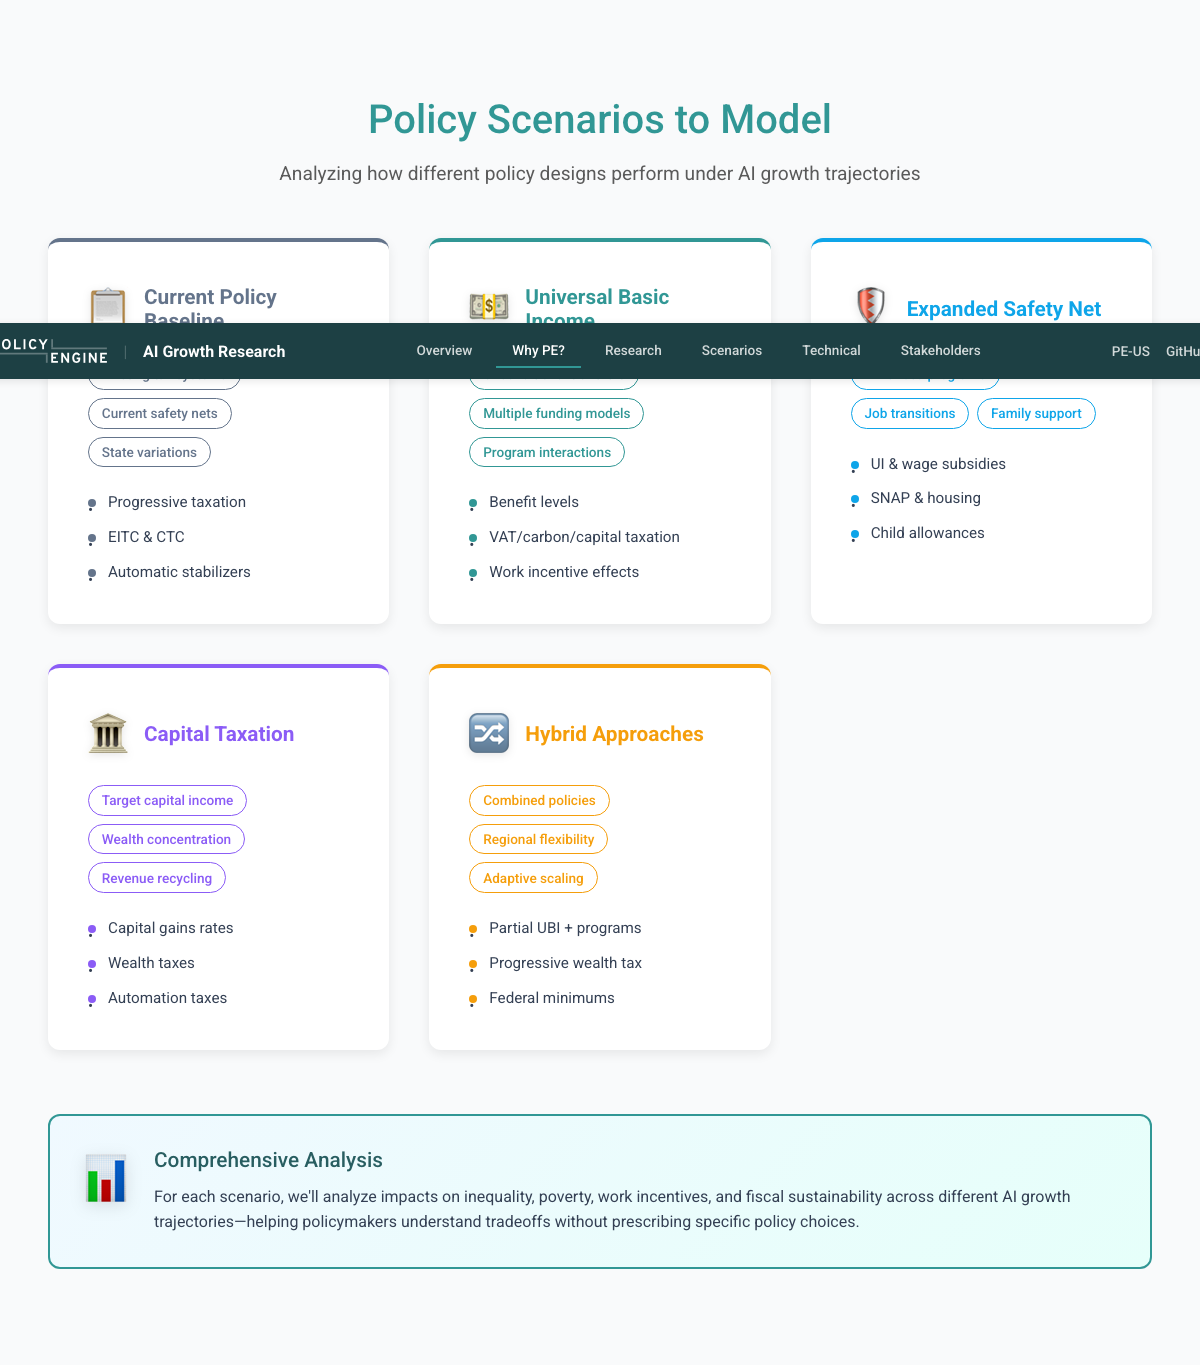 Policy Scenarios to Model
Analyzing how different policy designs perform under AI growth trajectories
Current Policy
Baseline
Universal Basic
Income
Expanded Safety Net
OLICY
ENGINE
AI Growth Research
Overview
Why PE?
Research
Scenarios
Technical
Stakeholders
PE-US
GitHu
Current safety nets
State variations
Progressive taxation
EITC & CTC
Automatic stabilizers
Multiple funding models
Program interactions
Benefit levels
VAT/carbon/capital taxation
Work incentive effects
Job transitions
Family support
UI & wage subsidies
SNAP & housing
Child allowances
Capital Taxation
Target capital income
Wealth concentration
Revenue recycling
Capital gains rates
Wealth taxes
Automation taxes
Hybrid Approaches
Combined policies
Regional flexibility
Adaptive scaling
Partial UBI + programs
Progressive wealth tax
Federal minimums
Comprehensive Analysis
For each scenario, we'll analyze impacts on inequality, poverty, work incentives, and fiscal sustainability across different AI growth
trajectories—helping policymakers understand tradeoffs without prescribing specific policy choices.